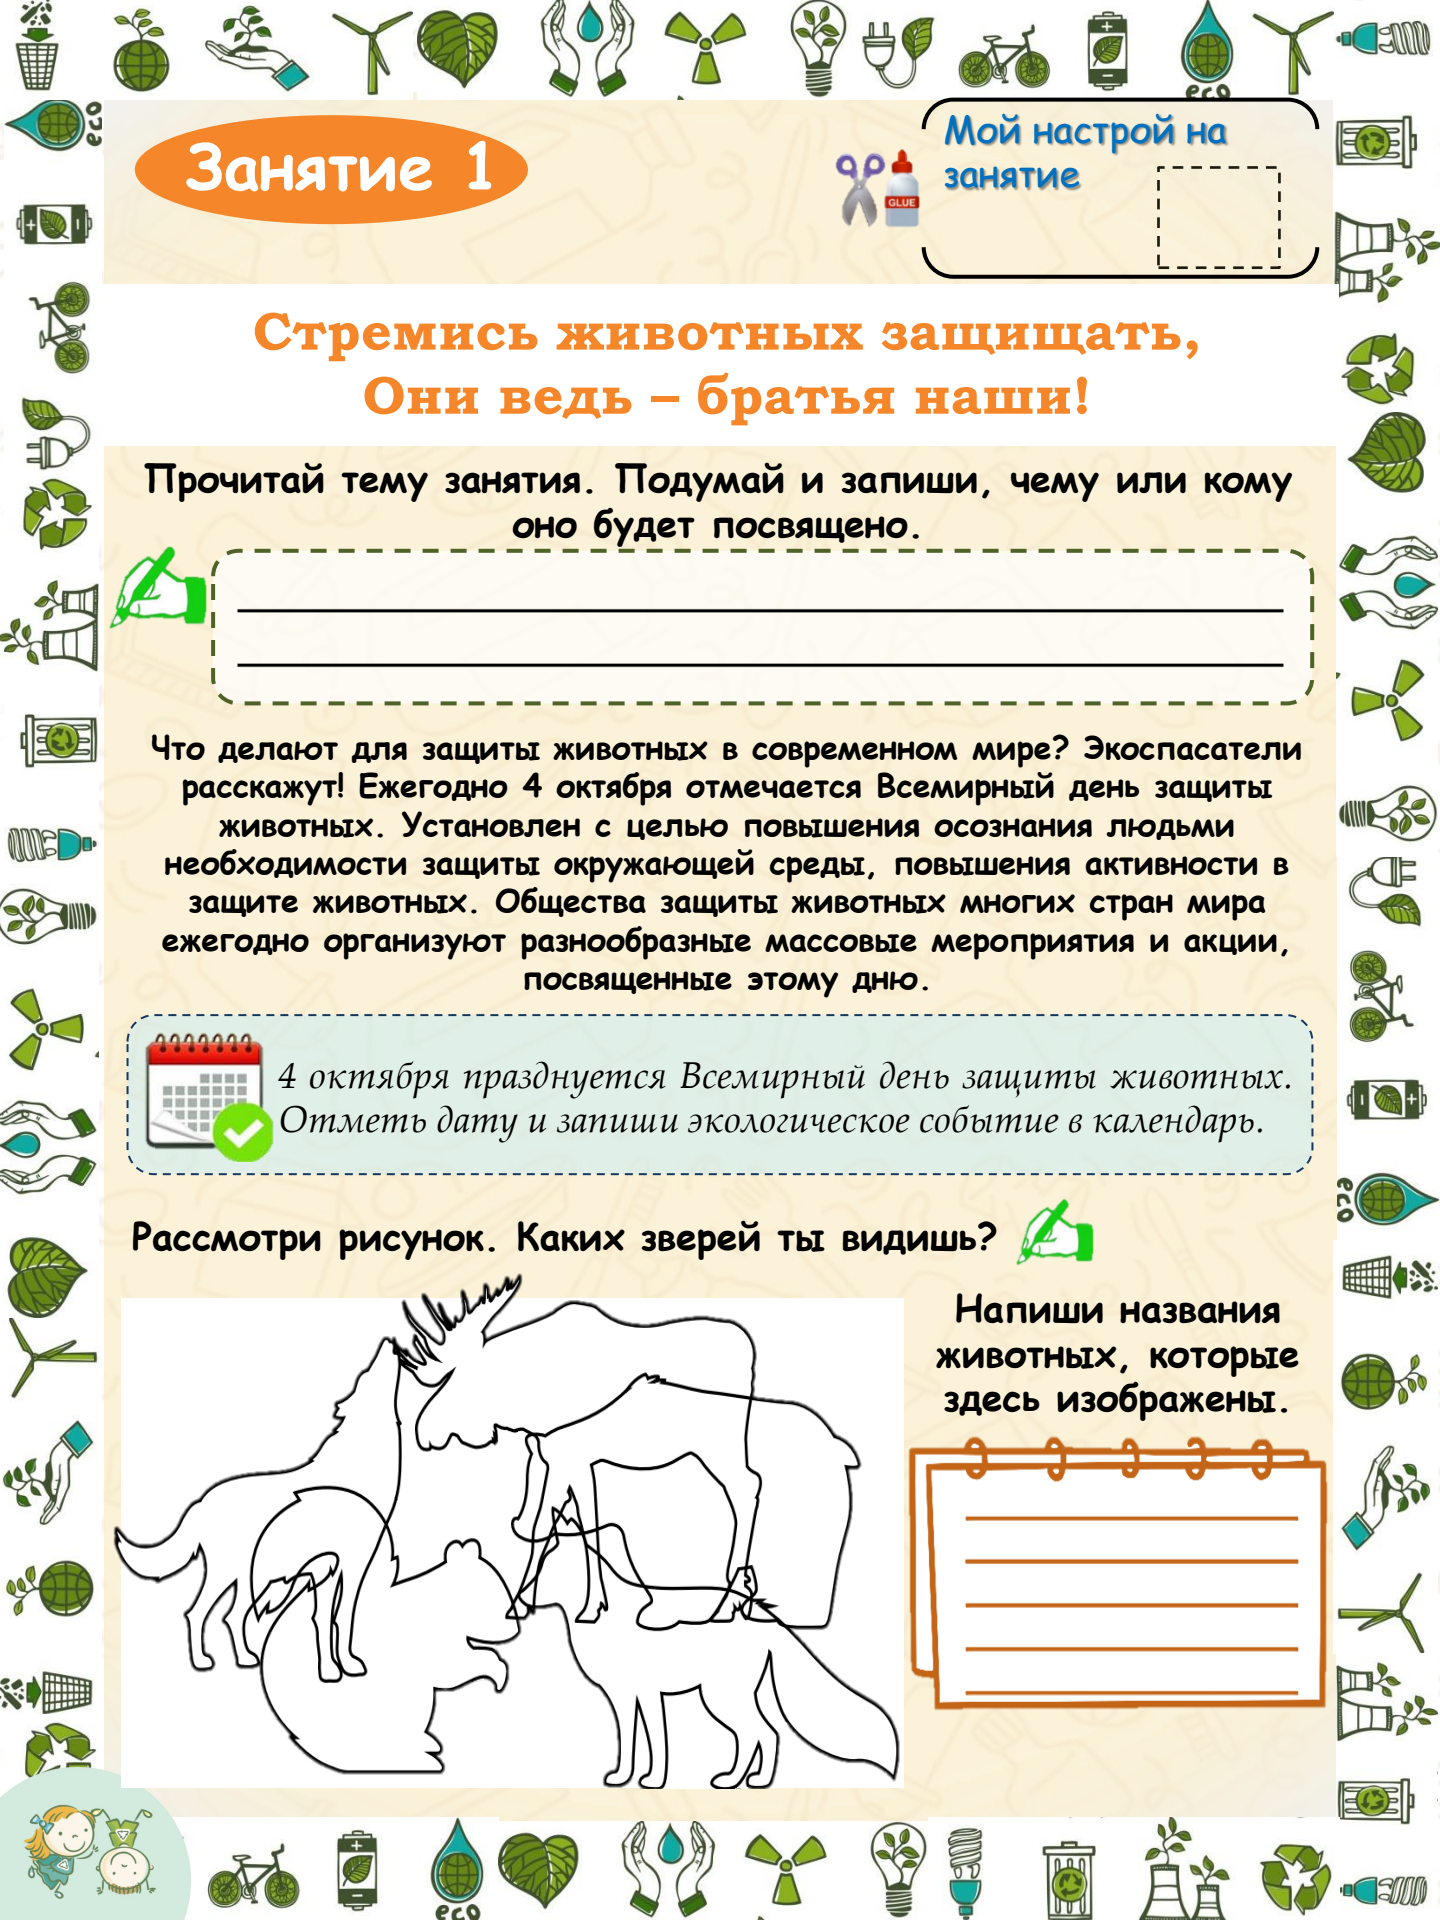 Занятие 1
Мой настрой на
занятие
GLUE
Стремись животных защищать,
Они ведь – братья наши!
Прочитай тему занятия. Подумай и запиши, чему или кому
оно будет посвящено.
Что делают для защиты животных в современном мире? Экоспасатели
расскажут! Ежегодно 4 октября отмечается Всемирный день защиты
животных. Установлен с целью повышения осознания людьми
необходимости защиты окружающей среды, повышения активности в
защите животных. Общества защиты животных многих стран мира
ежегодно организуют разнообразные массовые мероприятия и акции,
посвященные этому дню.
4 октября празднуется Всемирный день защиты животных.
Отметь дату и запиши экологическое событие в календарь.
Рассмотри рисунок. Каких зверей ты видишь?
Напиши названия
животных, которые
здесь изображены.
eco
eco
eco
eco